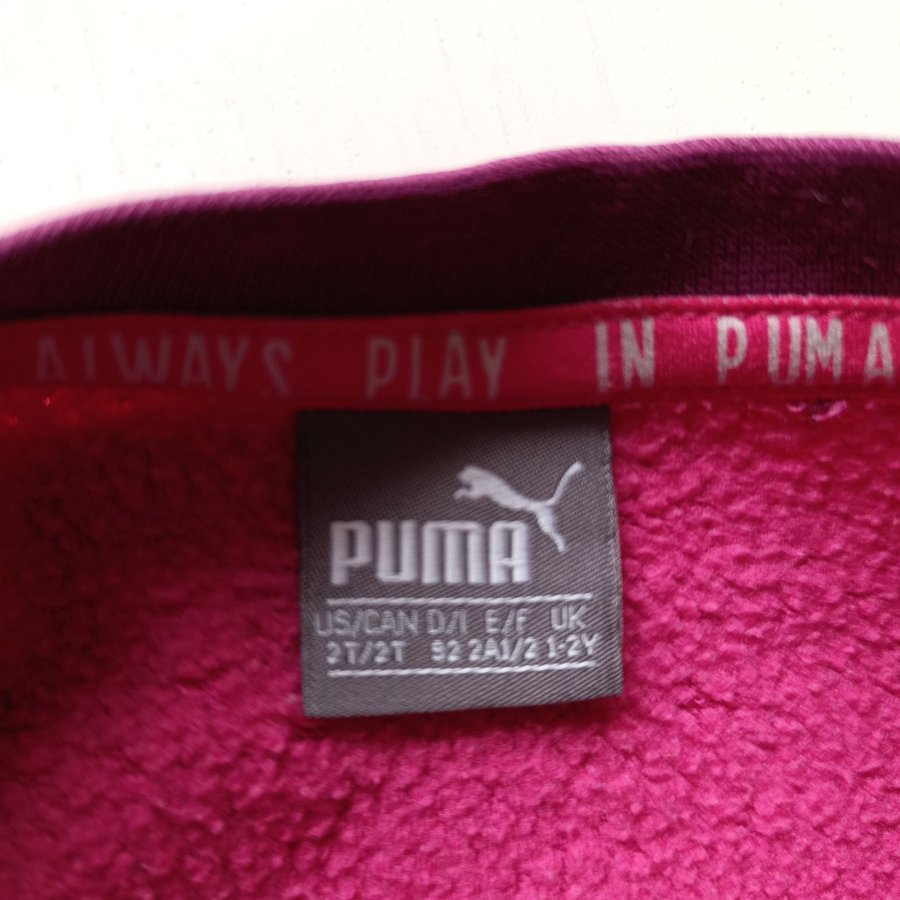 ALWAYS PLAY IN PUMA
PUMA
US/CAN D/I E/F UK
2T/2T 92 2A1/2 1-2Y